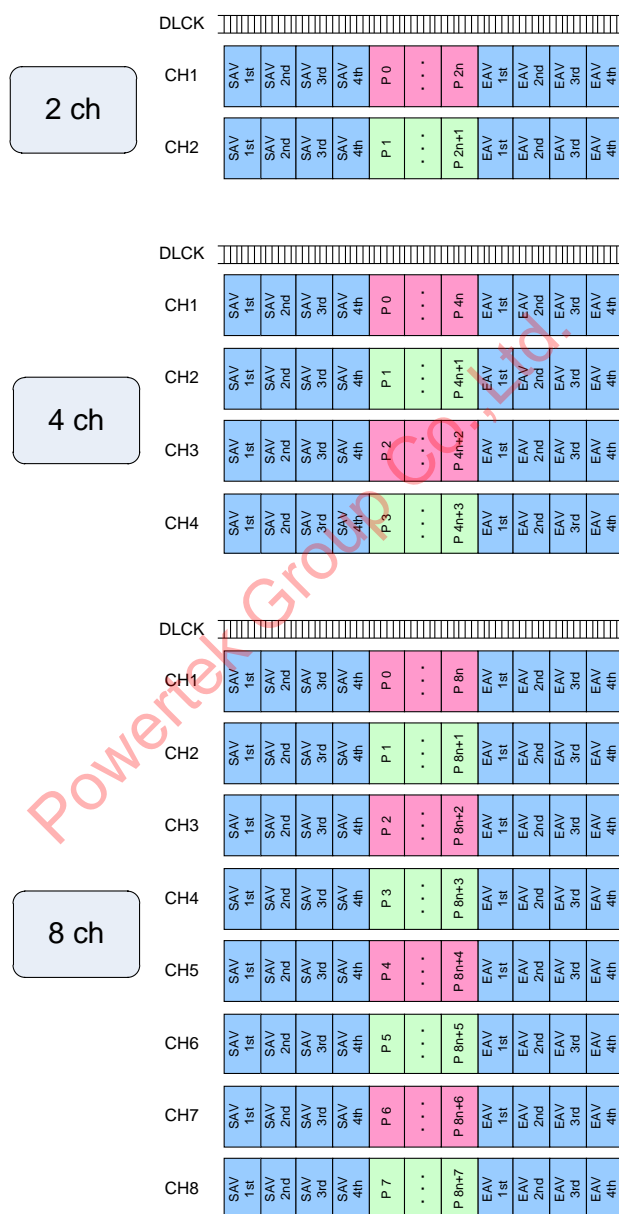 DLCK
2 ch
CH1 SAV 1st SAV 2nd SAV 3rd SAV 4th P 0 . . . P 2n EAV 1st EAV 2nd EAV 3rd EAV 4th
CH2 SAV 1st SAV 2nd SAV 3rd SAV 4th P 1 . . . P 2n+1 EAV 1st EAV 2nd EAV 3rd EAV 4th
DLCK
4 ch
CH1 SAV 1st SAV 2nd SAV 3rd SAV 4th P 0 . . . P 4n EAV 1st EAV 2nd EAV 3rd EAV 4th
CH2 SAV 1st SAV 2nd SAV 3rd SAV 4th P 1 . . . P 4n+1 EAV 1st EAV 2nd EAV 3rd EAV 4th
CH3 SAV 1st SAV 2nd SAV 3rd SAV 4th P 2 . . . P 4n+2 EAV 1st EAV 2nd EAV 3rd EAV 4th
CH4 SAV 1st SAV 2nd SAV 3rd SAV 4th P 3 . . . P 4n+3 EAV 1st EAV 2nd EAV 3rd EAV 4th
DLCK
8 ch
CH1 SAV 1st SAV 2nd SAV 3rd SAV 4th P 0 . . . P 8n EAV 1st EAV 2nd EAV 3rd EAV 4th
CH2 SAV 1st SAV 2nd SAV 3rd SAV 4th P 1 . . . P 8n+1 EAV 1st EAV 2nd EAV 3rd EAV 4th
CH3 SAV 1st SAV 2nd SAV 3rd SAV 4th P 2 . . . P 8n+2 EAV 1st EAV 2nd EAV 3rd EAV 4th
CH4 SAV 1st SAV 2nd SAV 3rd SAV 4th P 3 . . . P 8n+3 EAV 1st EAV 2nd EAV 3rd EAV 4th
CH5 SAV 1st SAV 2nd SAV 3rd SAV 4th P 4 . . . P 8n+4 EAV 1st EAV 2nd EAV 3rd EAV 4th
CH6 SAV 1st SAV 2nd SAV 3rd SAV 4th P 5 . . . P 8n+5 EAV 1st EAV 2nd EAV 3rd EAV 4th
CH7 SAV 1st SAV 2nd SAV 3rd SAV 4th P 6 . . . P 8n+6 EAV 1st EAV 2nd EAV 3rd EAV 4th
CH8 SAV 1st SAV 2nd SAV 3rd SAV 4th P 7 . . . P 8n+7 EAV 1st EAV 2nd EAV 3rd EAV 4th
Powertek Group Co.,Ltd.